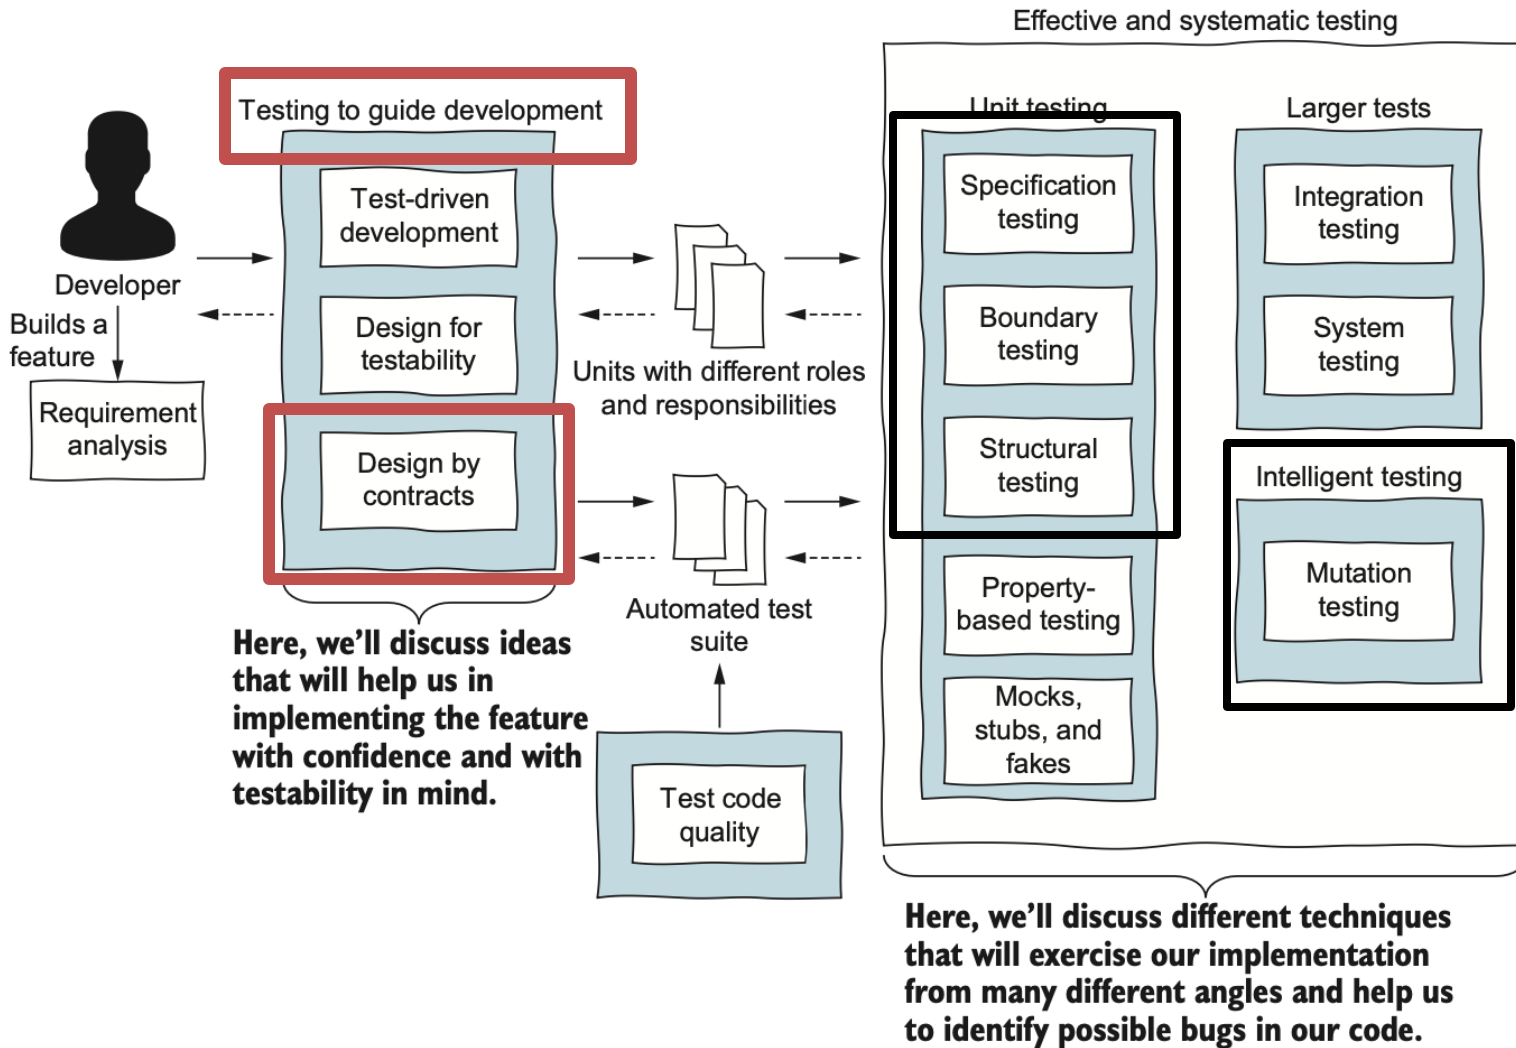 Effective and systematic testing
Testing to guide development
Unit testing
Larger tests
Test-driven
development
Specification
testing
Integration
testing
Developer
Builds a
feature
Design for
testability
Boundary
testing
System
testing
Units with different roles
and responsibilities
Requirement
analysis
Design by
contracts
Structural
testing
Intelligent testing
Mutation
testing
Property-
based testing
Automated test
suite
Here, we’ll discuss ideas
that will help us in
implementing the feature
with confidence and with
testability in mind.
Mocks,
stubs, and
fakes
Test code
quality
Here, we’ll discuss different techniques
that will exercise our implementation
from many different angles and help us
to identify possible bugs in our code.